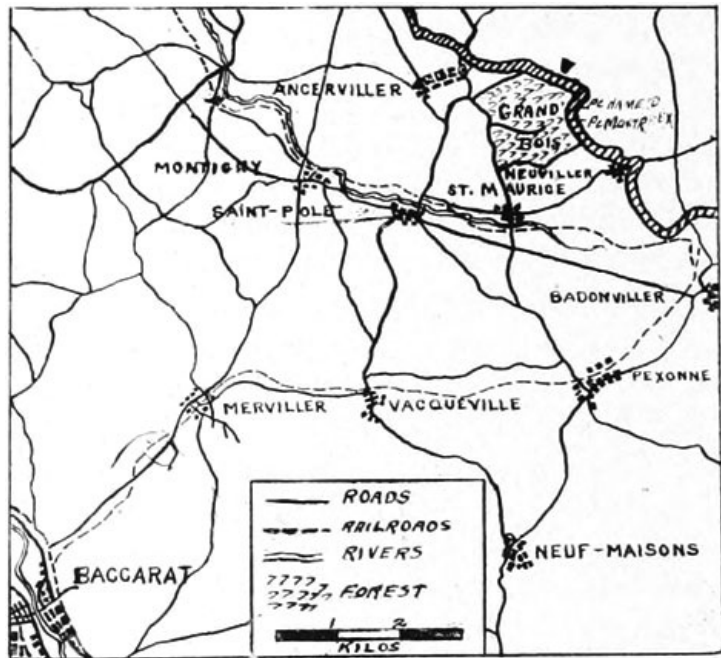 ANCERVILLER
GRAND
BOIS
MONTIGNY
NEUVILLER
ST. MAURICE
SAINT-POLE
BADONVILLER
PEXONNE
MERVILLER
VACQUEVILLE
ROADS
RAILROADS
RIVERS
FOREST
1 2
KILOS
NEUF-MAISONS
BACCARAT